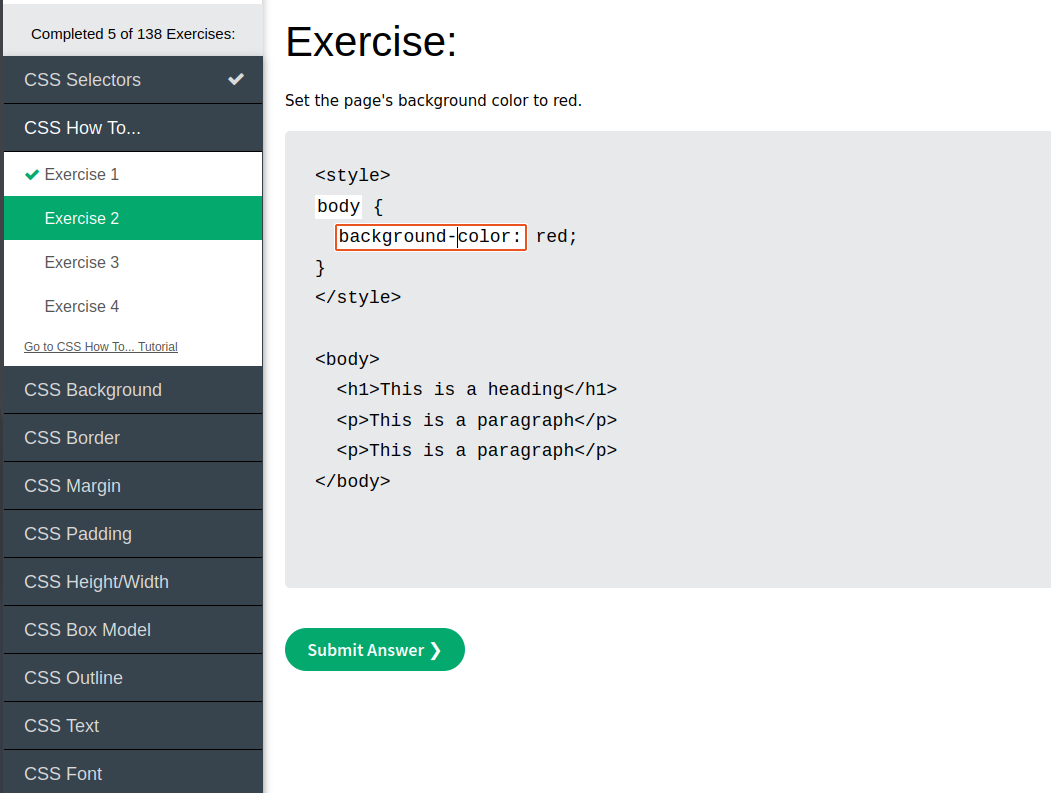 Completed 5 of 138 Exercises:
CSS Selectors
CSS How To...
Exercise 1
Exercise 2
Exercise 3
Exercise 4
Go to CSS How To... Tutorial
CSS Background
CSS Border
CSS Margin
CSS Padding
CSS Height/Width
CSS Box Model
CSS Outline
CSS Text
CSS Font
Exercise:
Set the page's background color to red.
<style>
body {
  background-color: red;
}
</style>
<body>
  <h1>This is a heading</h1>
  <p>This is a paragraph</p>
  <p>This is a paragraph</p>
</body>
Submit Answer ❯